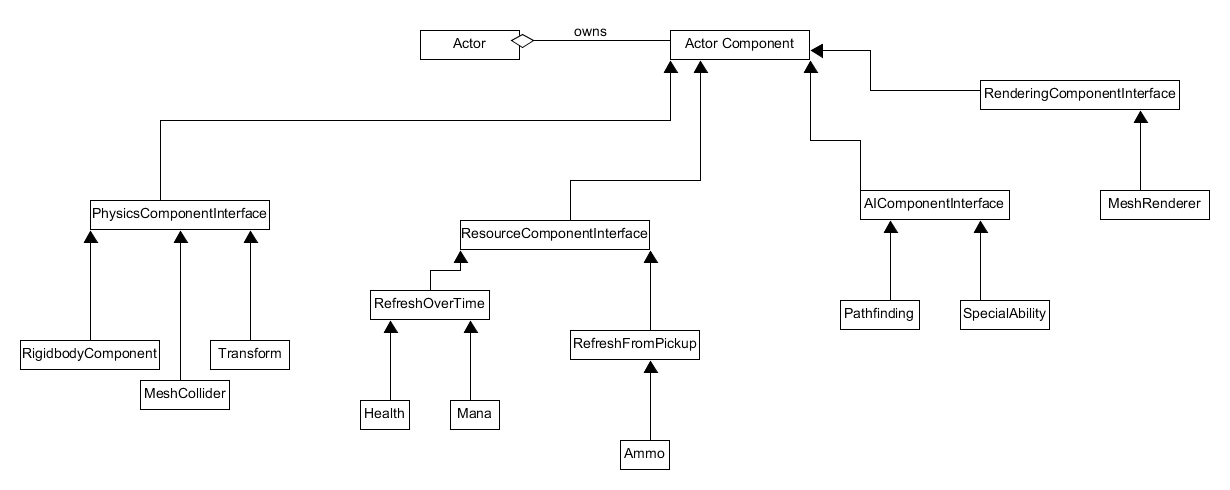 owns
Actor
Actor Component
RenderingComponentInterface
PhysicsComponentInterface
AIComponentInterface
MeshRenderer
ResourceComponentInterface
RefreshOverTime
Pathfinding
SpecialAbility
RigidbodyComponent
Transform
RefreshFromPickup
MeshCollider
Health
Mana
Ammo